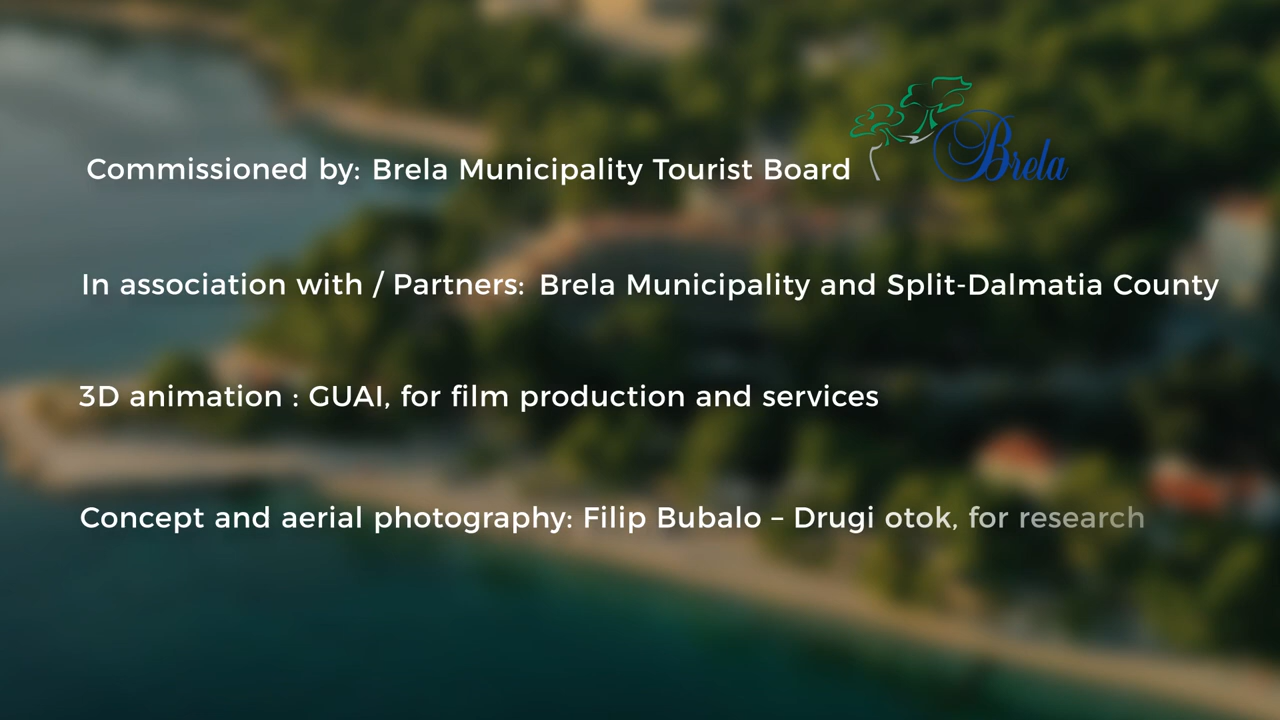 Commissioned by: Brela Municipality Tourist Board Brela
In association with / Partners: Brela Municipality and Split-Dalmatia County
3D animation : GUAI, for film production and services
Concept and aerial photography: Filip Bubalo – Drugi otok, for research